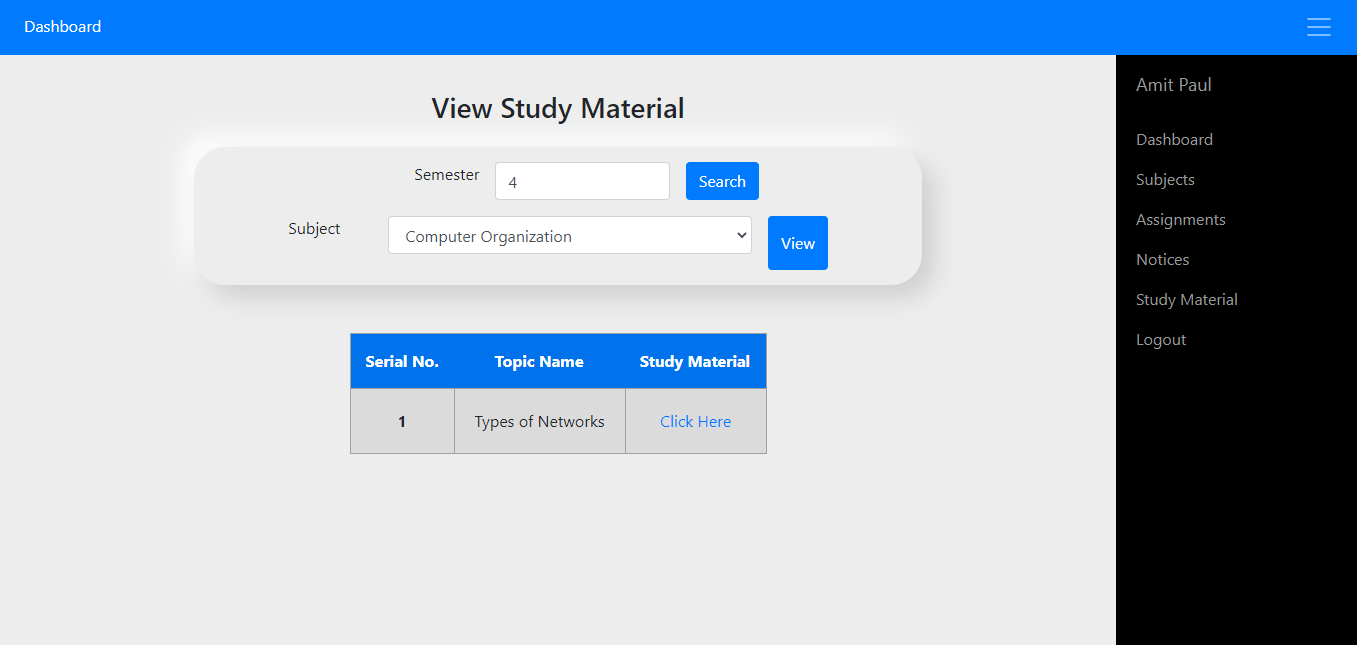 Dashboard
Amit Paul
Dashboard
Subjects
Assignments
Notices
Study Material
Logout
View Study Material
Semester 4 Search
Subject Computer Organization View
Serial No. Topic Name Study Material
1 Types of Networks Click Here